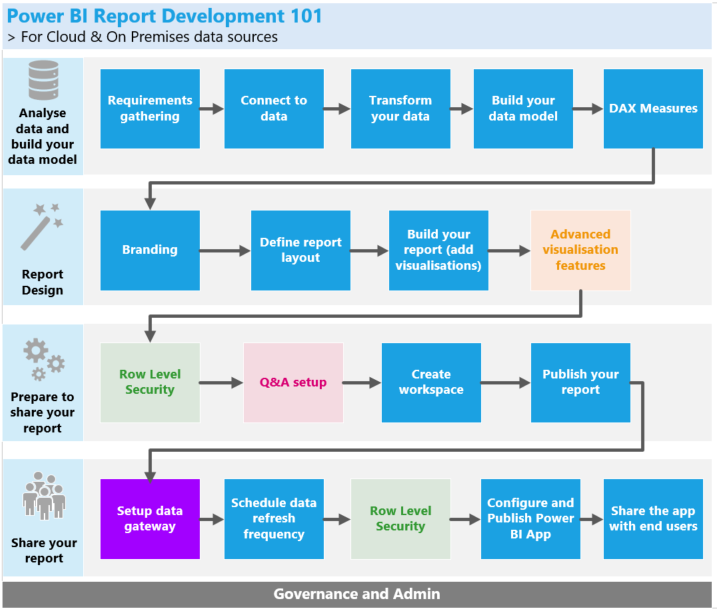 Power BI Report Development 101
> For Cloud & On Premises data sources
Analyse
data and
build your
data model
Requirements
gathering
Connect to
data
Transform
your data
Build your
data model
DAX Measures
Report
Design
Branding
Define report
layout
Build your
report (add
visualisations)
Advanced
visualisation
features
Prepare to
share your
report
Row Level
Security
Q&A setup
Create
workspace
Publish your
report
Share your
report
Setup data
gateway
Schedule data
refresh
frequency
Row Level
Security
Configure and
Publish Power
BI App
Share the app
with end users
Governance and Admin